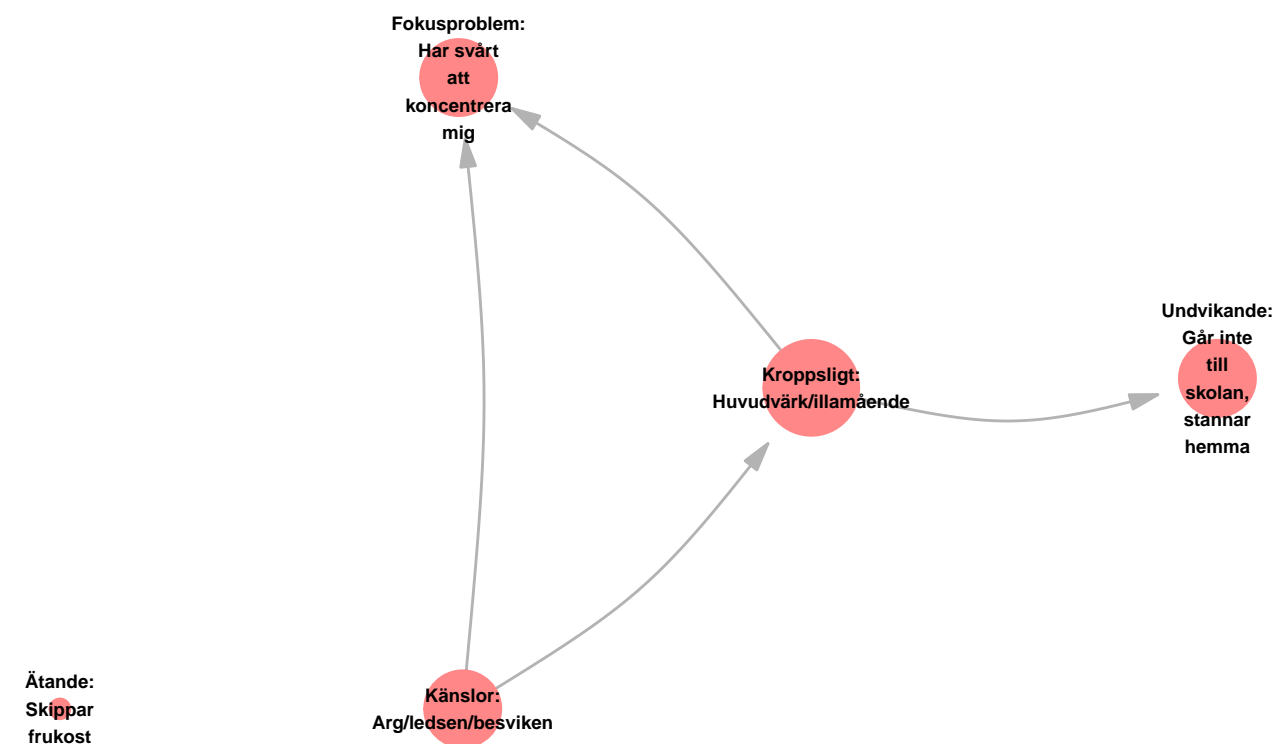 Fokusproblem:
Har svårt
att
koncentrera
mig
Kroppsligt:
Huvudvärk/illamående
Undvikande:
Går inte
till
skolan,
stannar
hemma
Ätande:
Skippar
frukost
Känslor:
Arg/ledsen/besviken